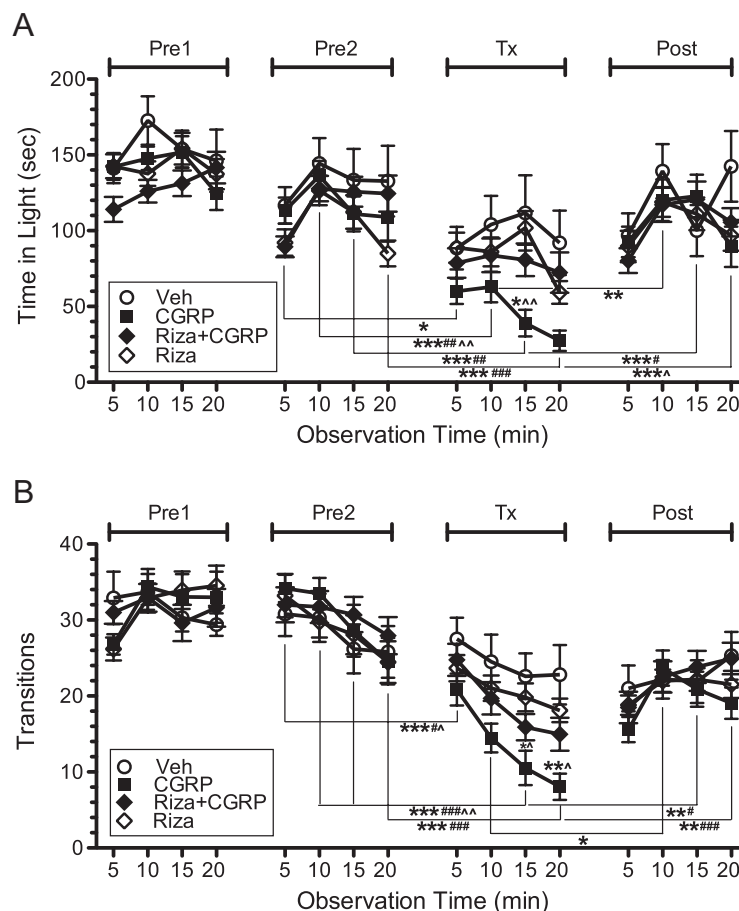 A
Pre1 Pre2 Tx Post
200
150
100
50
0
Time in Light (sec)
Veh
CGRP
Riza+CGRP
Riza
*^^
**
*
***##^^
***##
***#
***###
***^
5 10 15 20 5 10 15 20 5 10 15 20 5 10 15 20
Observation Time (min)
B
Pre1 Pre2 Tx Post
40
30
20
10
0
Transitions
Veh
CGRP
Riza+CGRP
Riza
***#^
*^
**^
***###^^
**#
***###
**###
*
5 10 15 20 5 10 15 20 5 10 15 20 5 10 15 20
Observation Time (min)